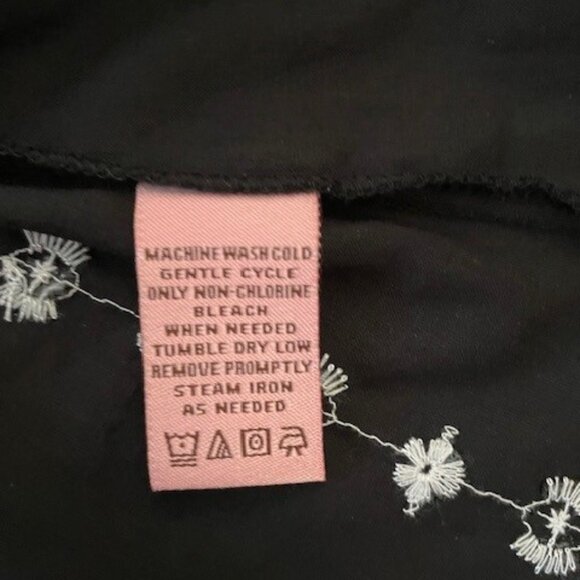 MACHINE WASH COLD
GENTLE CYCLE
ONLY NON-CHLORINE
BLEACH
WHEN NEEDED
TUMBLE DRY LOW
REMOVE PROMPTLY
STEAM IRON
AS NEEDED